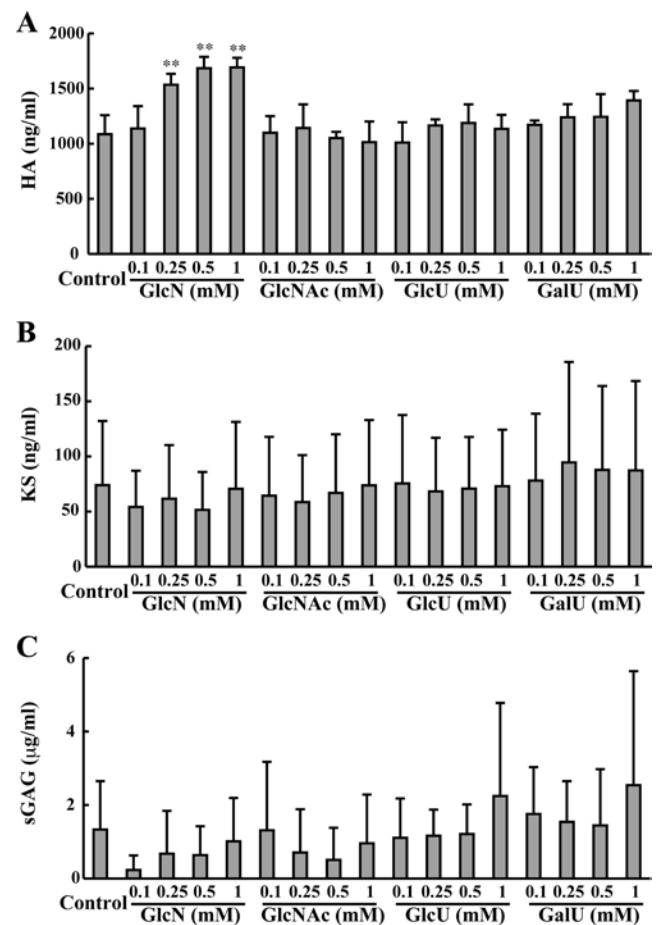 A
HA (ng/ml)
2000
1500
1000
500
0
** ** **
Control 0.1 0.25 0.5 1 0.1 0.25 0.5 1 0.1 0.25 0.5 1 0.1 0.25 0.5 1
GlcN (mM) GlcNAc (mM) GlcU (mM) GalU (mM)
B
KS (ng/ml)
200
150
100
50
0
Control 0.1 0.25 0.5 1 0.1 0.25 0.5 1 0.1 0.25 0.5 1 0.1 0.25 0.5 1
GlcN (mM) GlcNAc (mM) GlcU (mM) GalU (mM)
C
sGAG (μg/ml)
6
4
2
0
Control 0.1 0.25 0.5 1 0.1 0.25 0.5 1 0.1 0.25 0.5 1 0.1 0.25 0.5 1
GlcN (mM) GlcNAc (mM) GlcU (mM) GalU (mM)